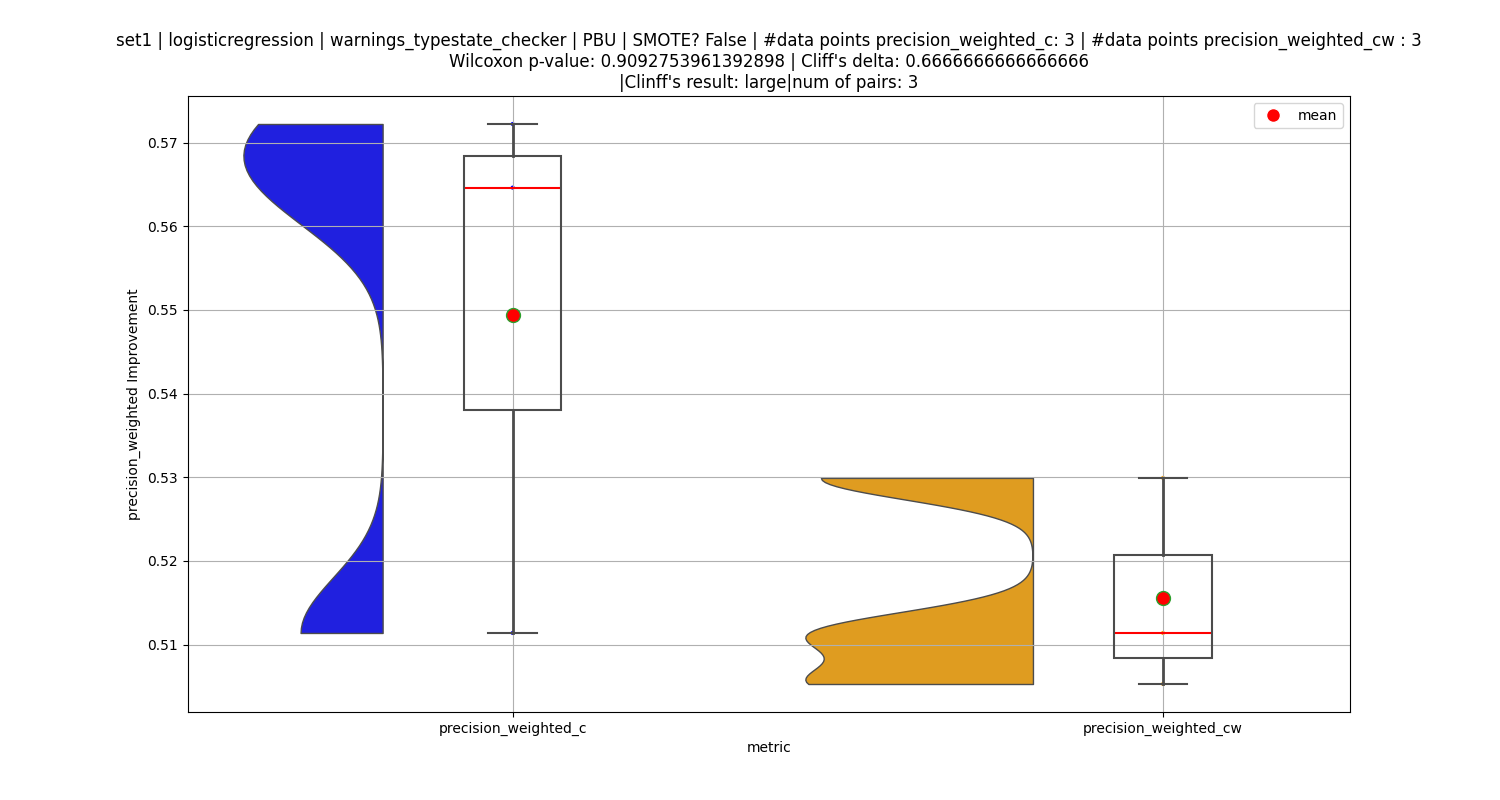 set1 | logisticregression | warnings_typestate_checker | PBU | SMOTE? False | #data points precision_weighted_c: 3 | #data points precision_weighted_cw : 3
Wilcoxon p-value: 0.9092753961392898 | Cliff's delta: 0.6666666666666666
|Clinff's result: large|num of pairs: 3
mean
0.57
0.56
0.55
0.54
0.53
0.52
0.51
precision_weighted Improvement
precision_weighted_c
precision_weighted_cw
metric